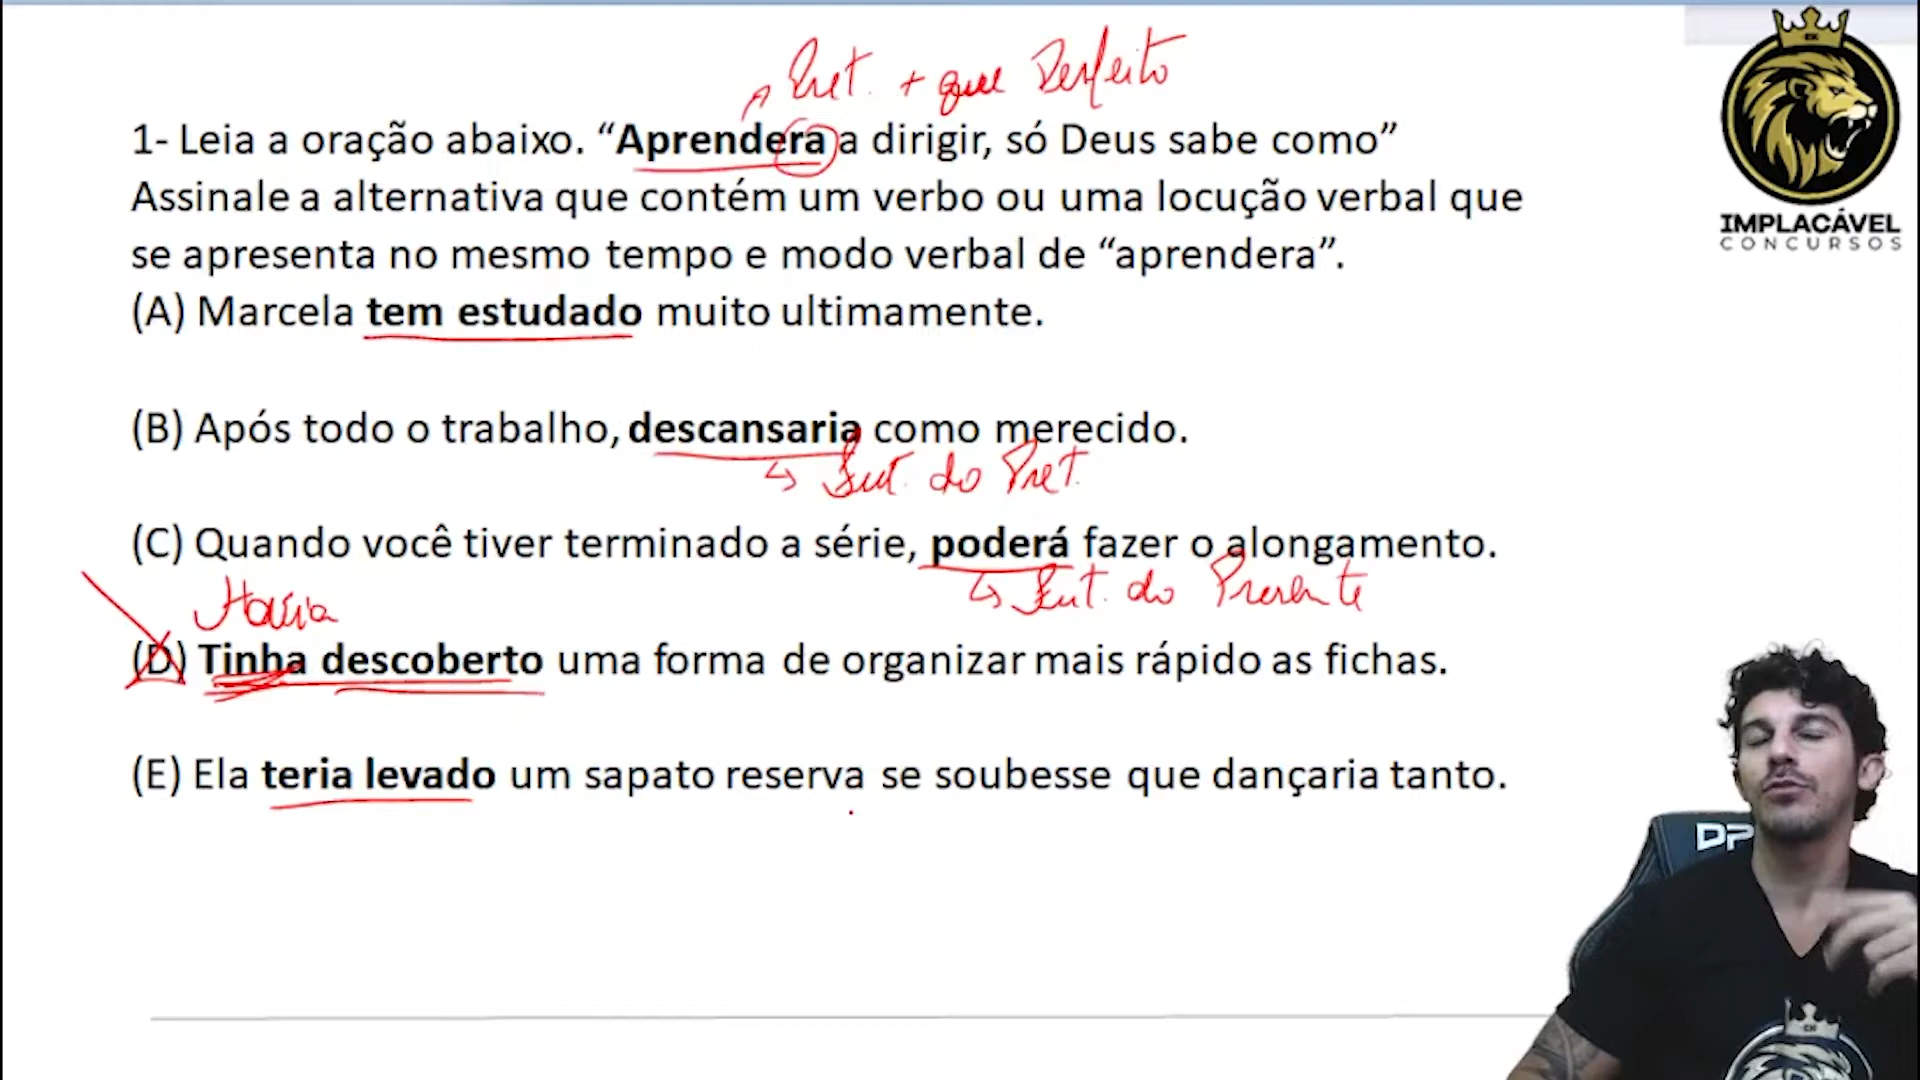 Pret. + que Perfeito
1- Leia a oração abaixo. “Aprendera a dirigir, só Deus sabe como”
Assinale a alternativa que contém um verbo ou uma locução verbal que
se apresenta no mesmo tempo e modo verbal de “aprendera”.
(A) Marcela tem estudado muito ultimamente.
(B) Após todo o trabalho, descansaria como merecido.
Fut. do Pret.
(C) Quando você tiver terminado a série, poderá fazer o alongamento.
Fut. do Presente
Havia
(D) Tinha descoberto uma forma de organizar mais rápido as fichas.
(E) Ela teria levado um sapato reserva se soubesse que dançaria tanto.
IMPLACÁVEL
CONCURSOS
DP